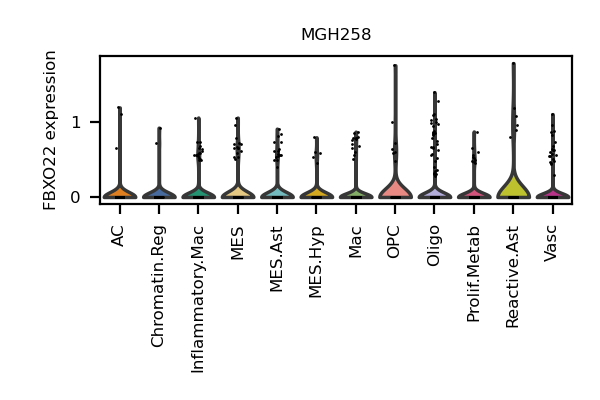 MGH258
FBXO22 expression
1
0
AC
Chromatin.Reg
Inflammatory.Mac
MES
MES.Ast
MES.Hyp
Mac
OPC
Oligo
Prolif.Metab
Reactive.Ast
Vasc